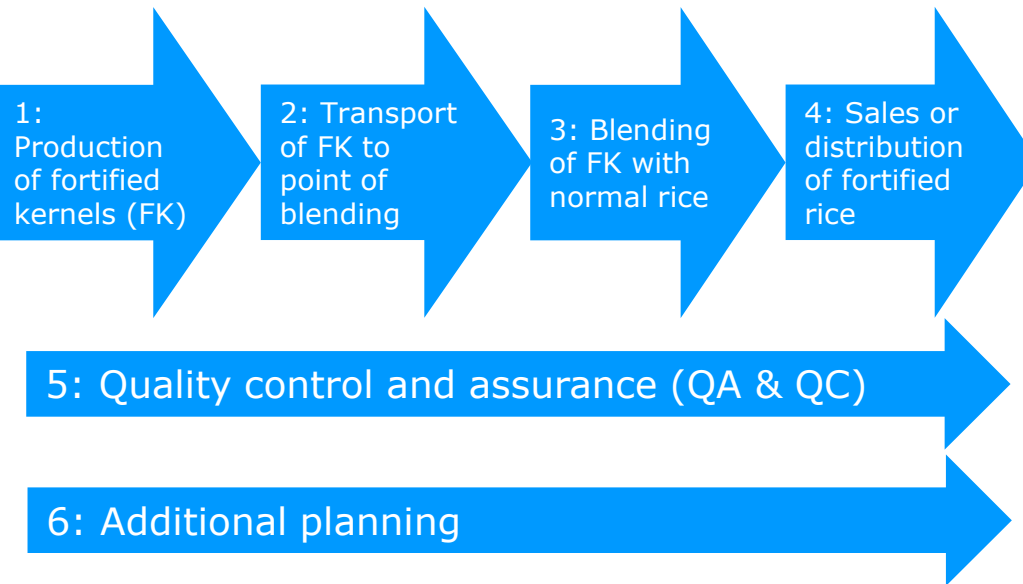 1:
Production
of fortified
kernels (FK)
2: Transport
of FK to
point of
blending
3: Blending
of FK with
normal rice
4: Sales or
distribution
of fortified
rice
5: Quality control and assurance (QA & QC)
6: Additional planning